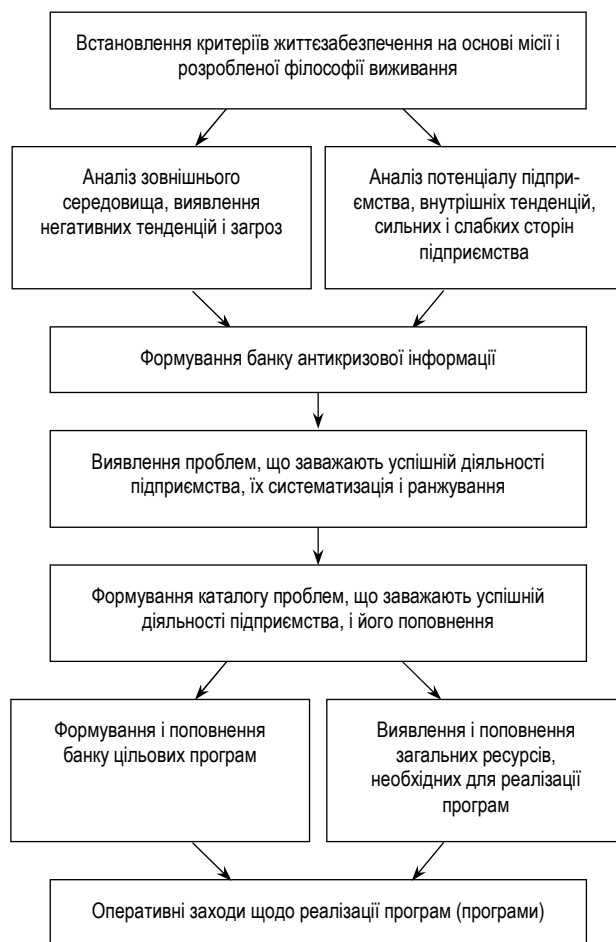 Встановлення критеріїв життєзабезпечення на основі місії і
розробленої філософії виживання
Аналіз зовнішнього
середовища, виявлення
негативних тенденцій і загроз
Аналіз потенціалу підпри-
ємства, внутрішніх тенденцій,
сильних і слабких сторін
підприємства
Формування банку антикризової інформації
Виявлення проблем, що заважають успішній діяльності
підприємства, їх систематизація і ранжування
Формування каталогу проблем, що заважають успішній
діяльності підприємства, і його поповнення
Формування і поповнення
банку цільових програм
Виявлення і поповнення
загальних ресурсів,
необхідних для реалізації
програм
Оперативні заходи щодо реалізації програм (програми)